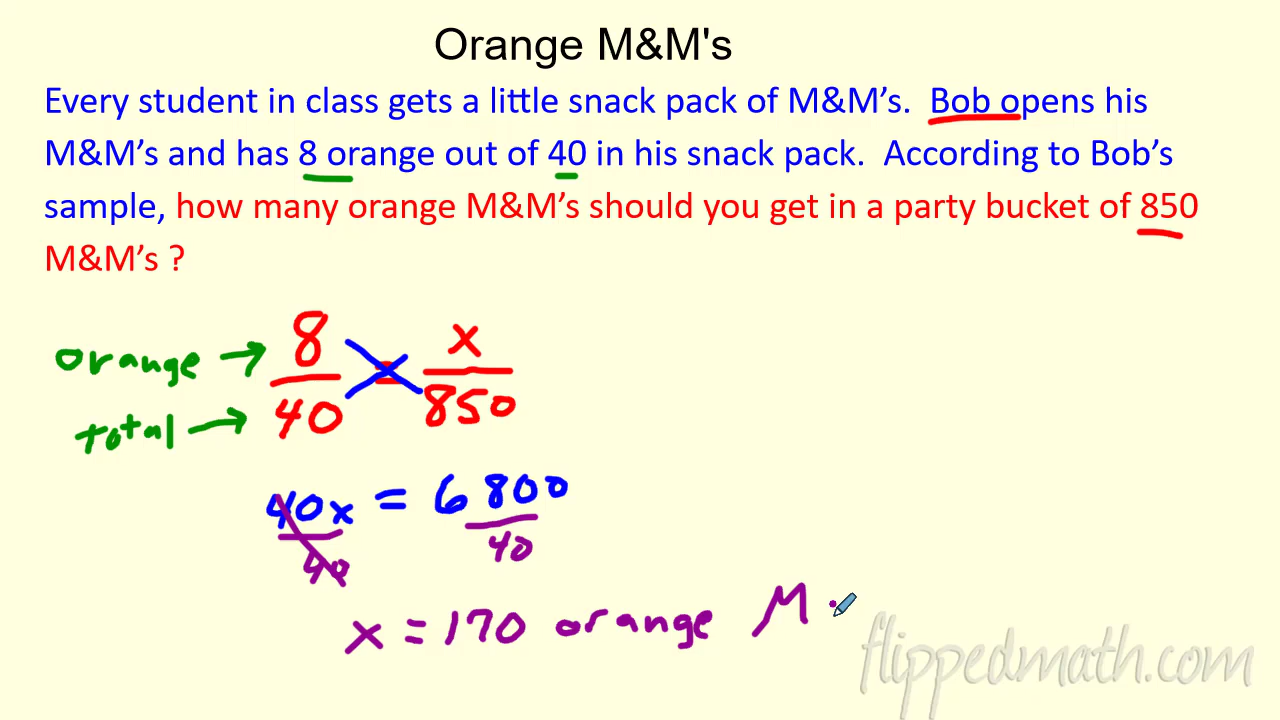 Orange M&M's
Every student in class gets a little snack pack of M&M’s. Bob opens his
M&M’s and has 8 orange out of 40 in his snack pack. According to Bob’s
sample, how many orange M&M’s should you get in a party bucket of 850
M&M’s ?
orange → 8 = x
total → 40 850
40x = 6800
40 40
x = 170 orange M
flippedmath.com